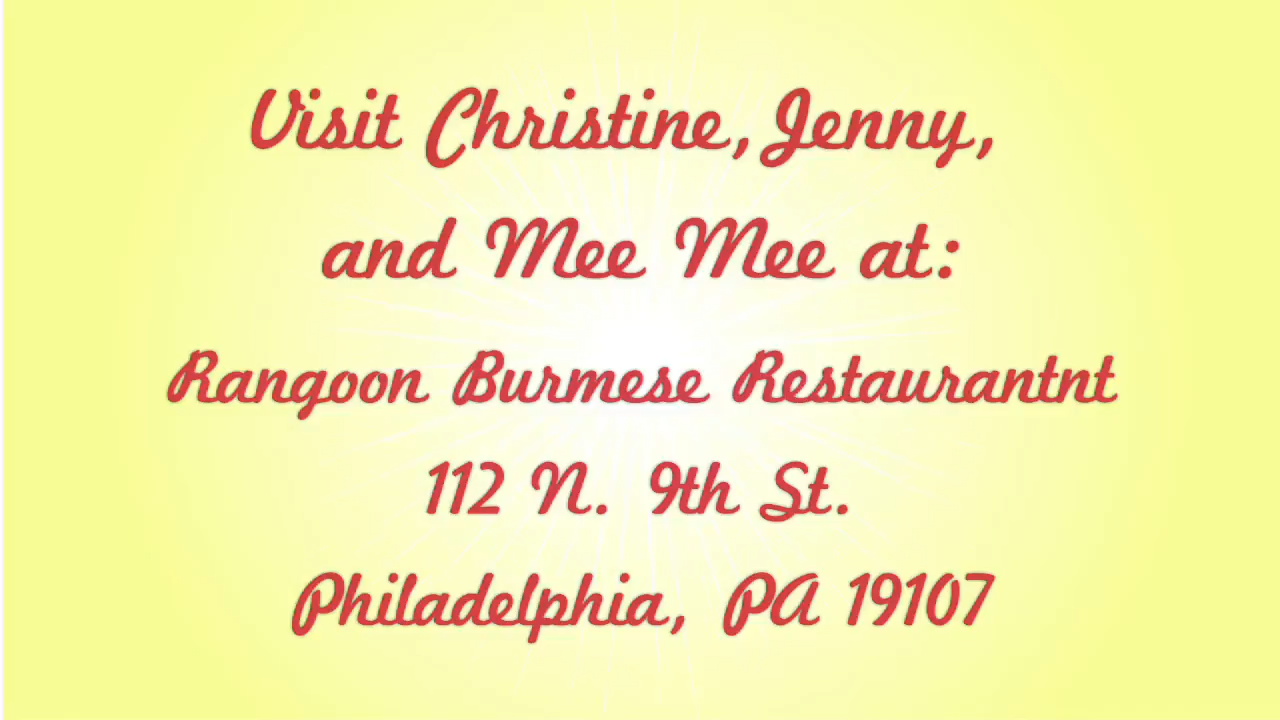 Visit Christine, Jenny,
and Mee Mee at:
Rangoon Burmese Restaurantnt
112 N. 9th St.
Philadelphia, PA 19107